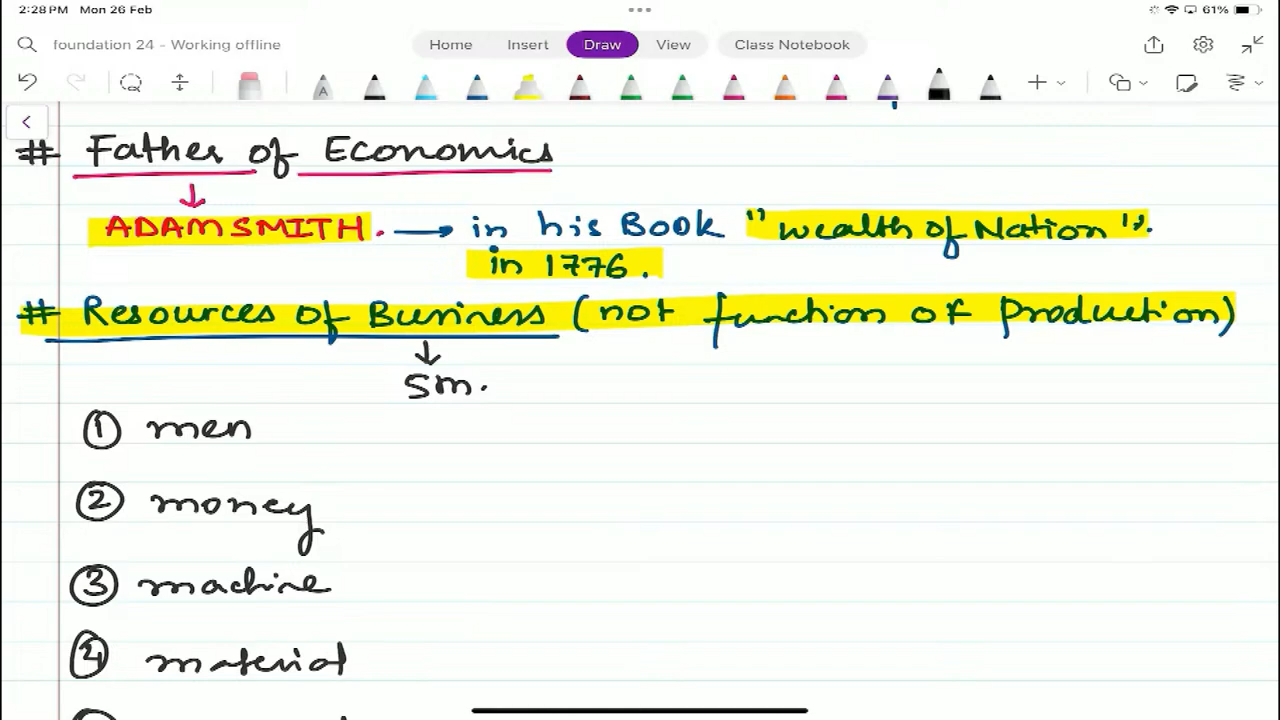 2:28 PM Mon 26 Feb
61%
foundation 24 - Working offline
Home Insert Draw View Class Notebook
# Father of Economics
ADAM SMITH. → in his Book "wealth of Nation".
in 1776.
# Resources of Business (not function of production)
↓
5m.
① men
② money
③ machine
④ material